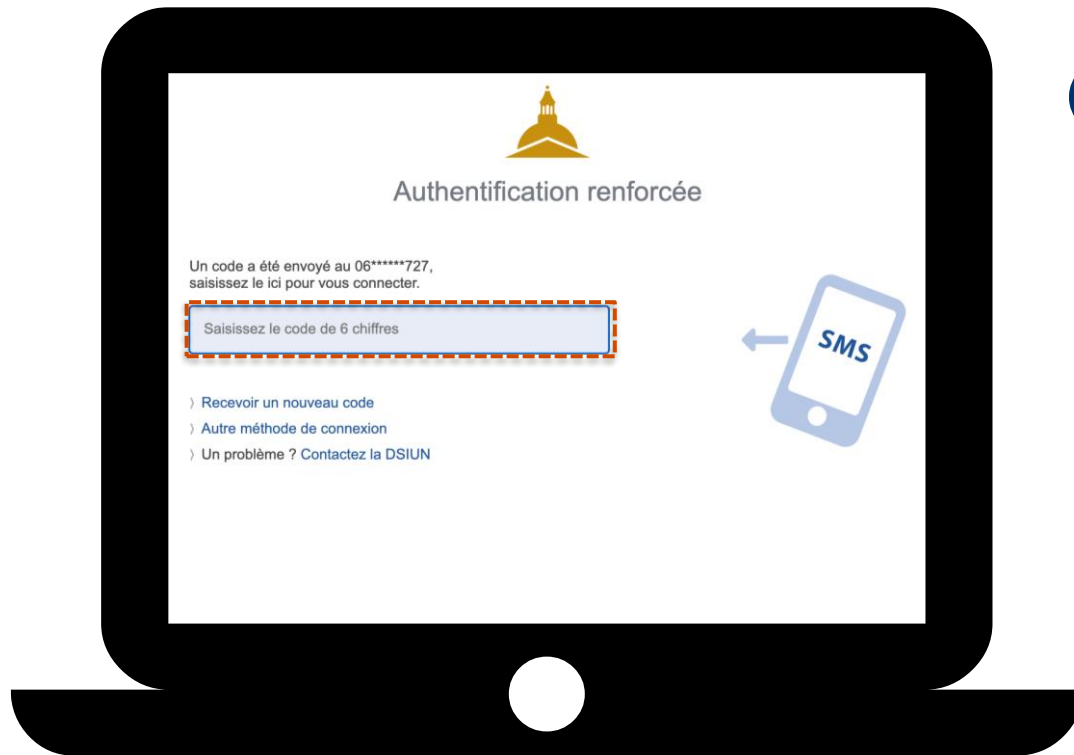 Authentification renforcée
Un code a été envoyé au 06******727,
saisissez le ici pour vous connecter.
Saisissez le code de 6 chiffres
SMS
〉 Recevoir un nouveau code
〉 Autre méthode de connexion
〉 Un problème ? Contactez la DSIUN